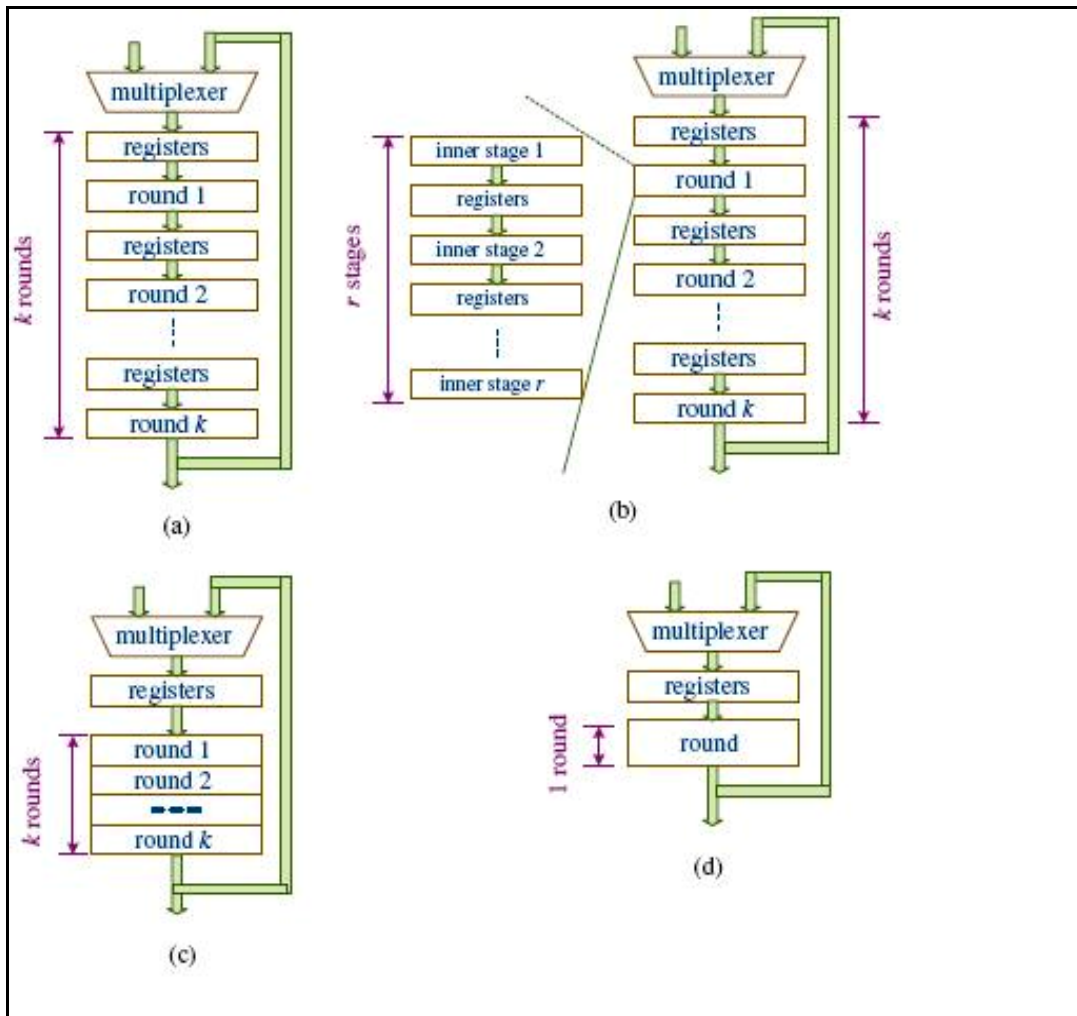 multiplexer
registers
round 1
registers
round 2
registers
round k
k rounds
(a)
inner stage 1
registers
inner stage 2
registers
inner stage r
r stages
multiplexer
registers
round 1
registers
round 2
registers
round k
k rounds
(b)
multiplexer
registers
round 1
round 2
round k
k rounds
(c)
multiplexer
registers
round
1 round
(d)